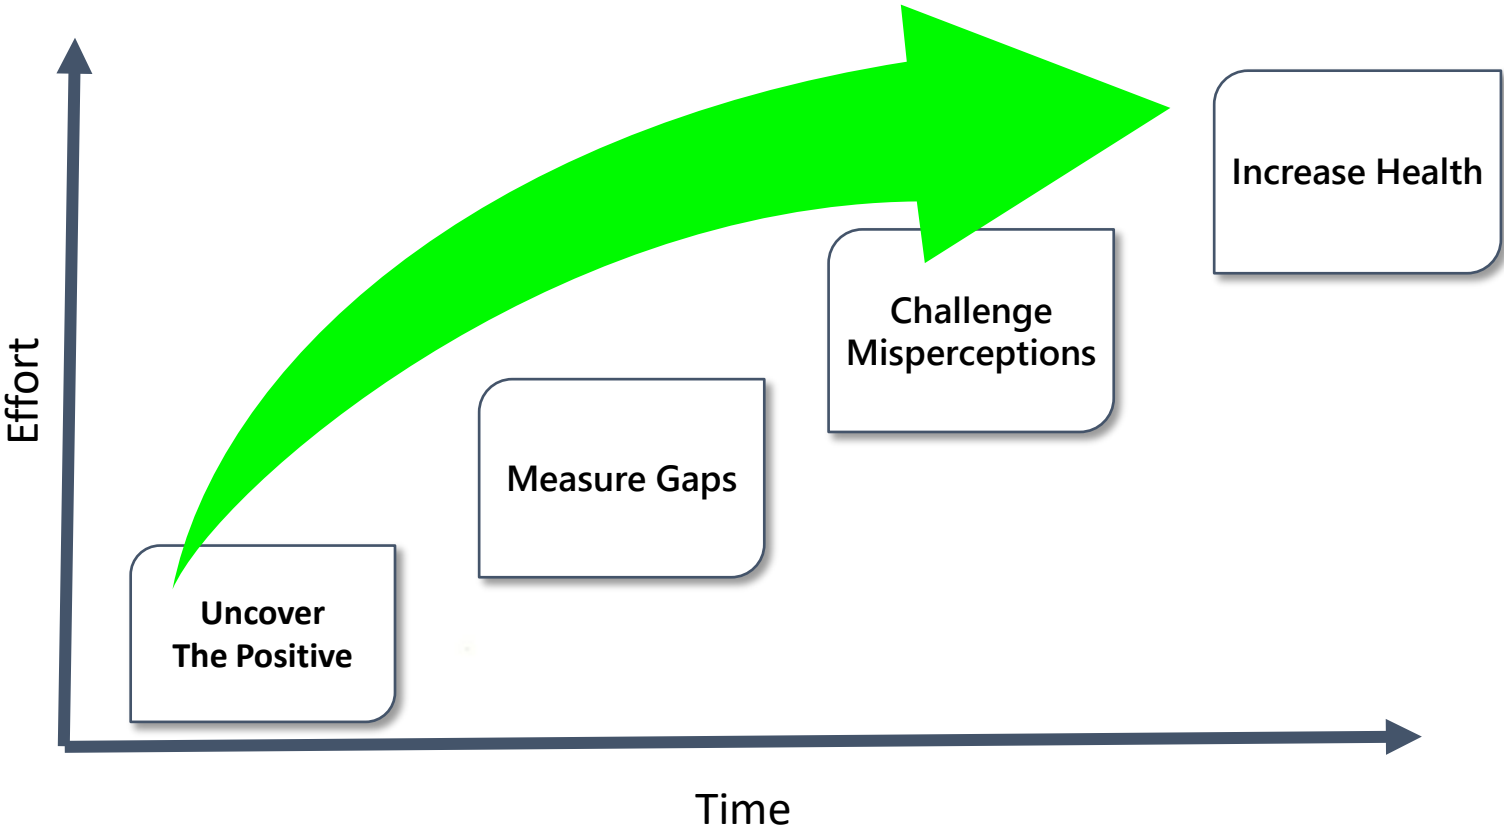 Increase Health
Challenge
Misperceptions
Effort
Measure Gaps
Uncover
The Positive
Time